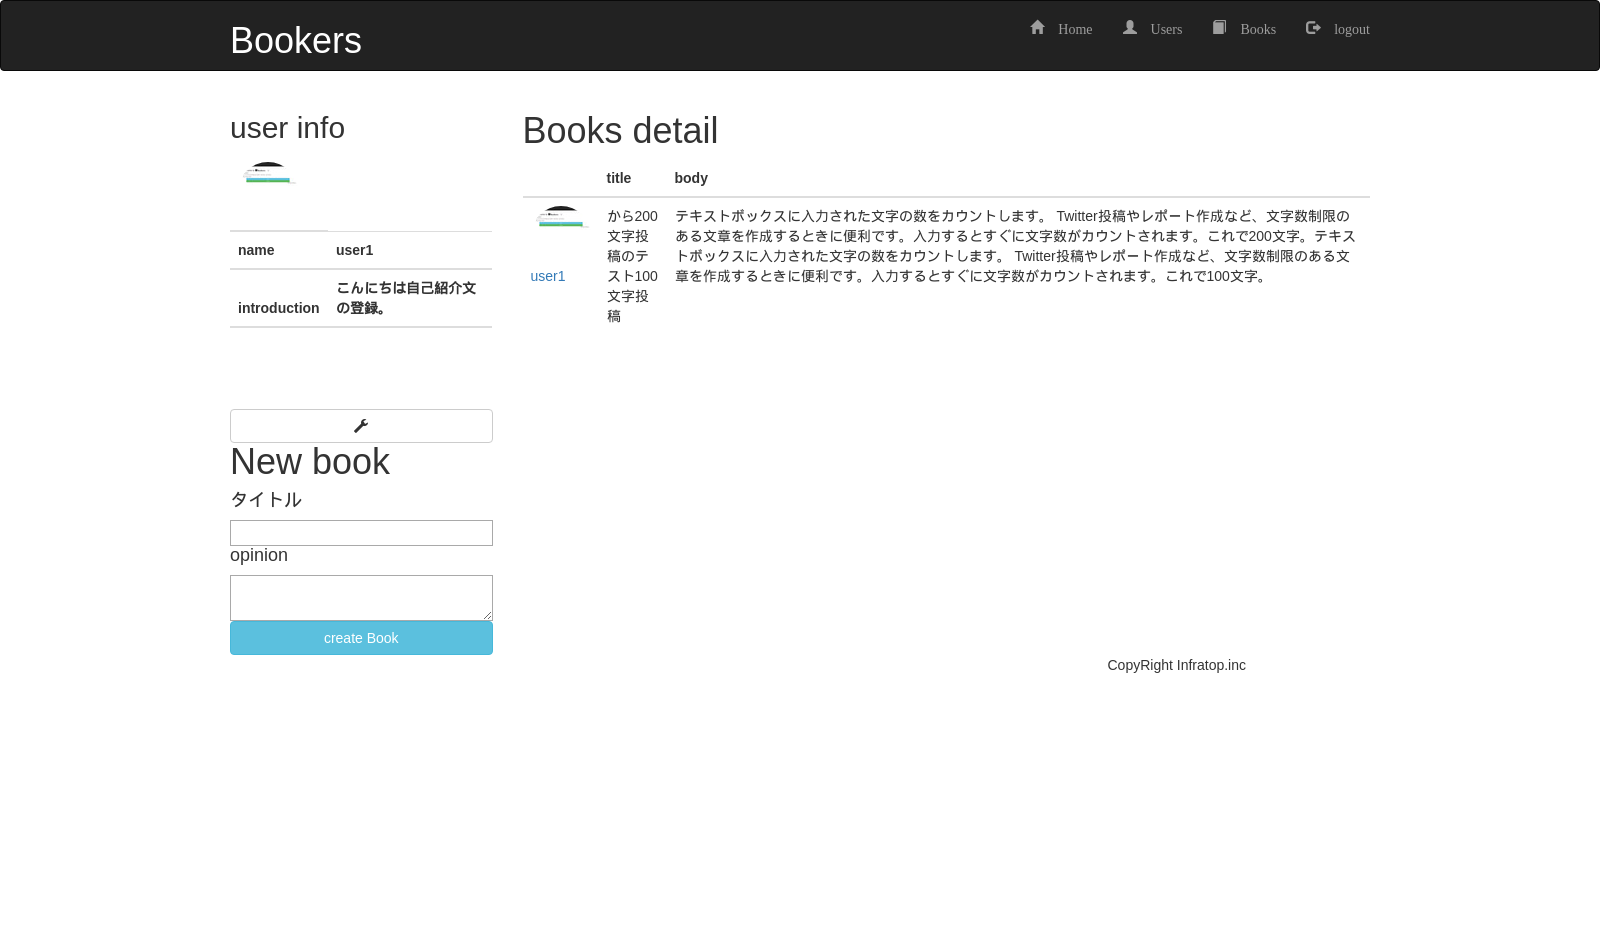 Bookers
Home
Users
Books
logout
user info
name user1
introduction こんにちは自己紹介文
の登録。
New book
タイトル
opinion
create Book
Books detail
title body
user1
から200
文字投
稿のテ
スト100
文字投
稿
テキストボックスに入力された文字の数をカウントします。 Twitter投稿やレポート作成など、文字数制限の
ある文章を作成するときに便利です。入力するとすぐに文字数がカウントされます。これで200文字。テキス
トボックスに入力された文字の数をカウントします。 Twitter投稿やレポート作成など、文字数制限のある文
章を作成するときに便利です。入力するとすぐに文字数がカウントされます。これで100文字。
CopyRight Infratop.inc